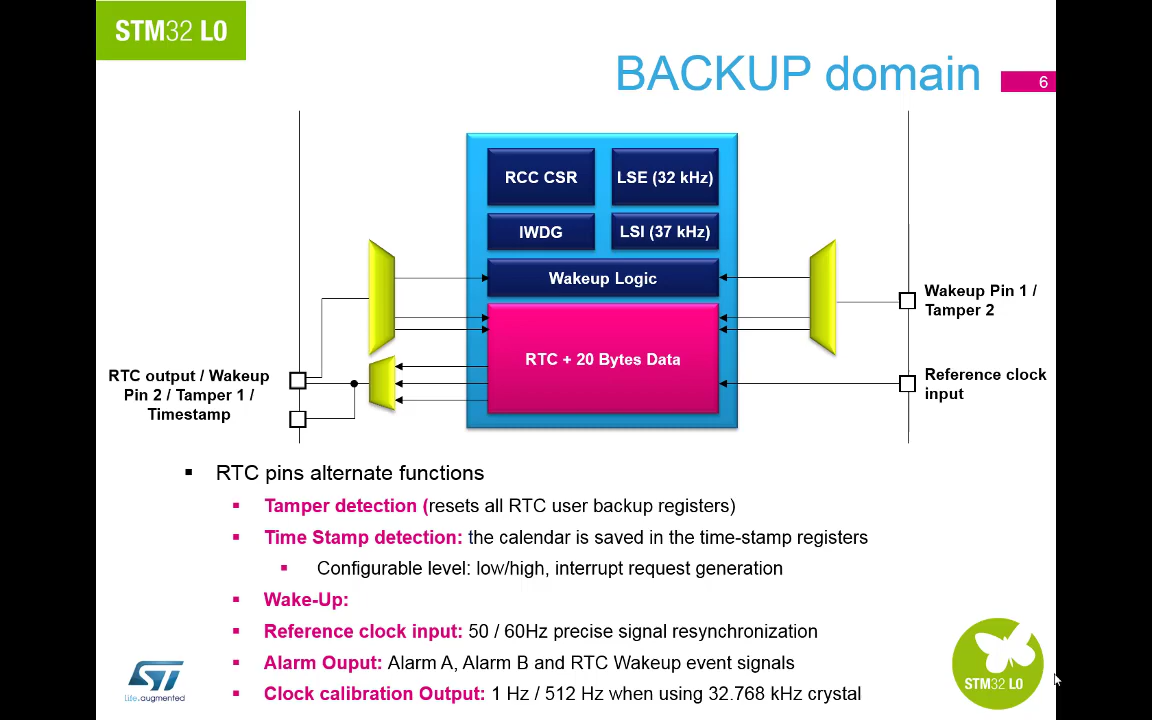 STM32 L0
BACKUP domain
6
RCC CSR
LSE (32 kHz)
IWDG
LSI (37 kHz)
Wakeup Logic
RTC + 20 Bytes Data
Wakeup Pin 1 /
Tamper 2
RTC output / Wakeup
Pin 2 / Tamper 1 /
Timestamp
Reference clock
input
▪ RTC pins alternate functions
▪ Tamper detection (resets all RTC user backup registers)
▪ Time Stamp detection: the calendar is saved in the time-stamp registers
▪ Configurable level: low/high, interrupt request generation
▪ Wake-Up:
▪ Reference clock input: 50 / 60Hz precise signal resynchronization
▪ Alarm Ouput: Alarm A, Alarm B and RTC Wakeup event signals
▪ Clock calibration Output: 1 Hz / 512 Hz when using 32.768 kHz crystal
ST
life.augmented
STM32 L0